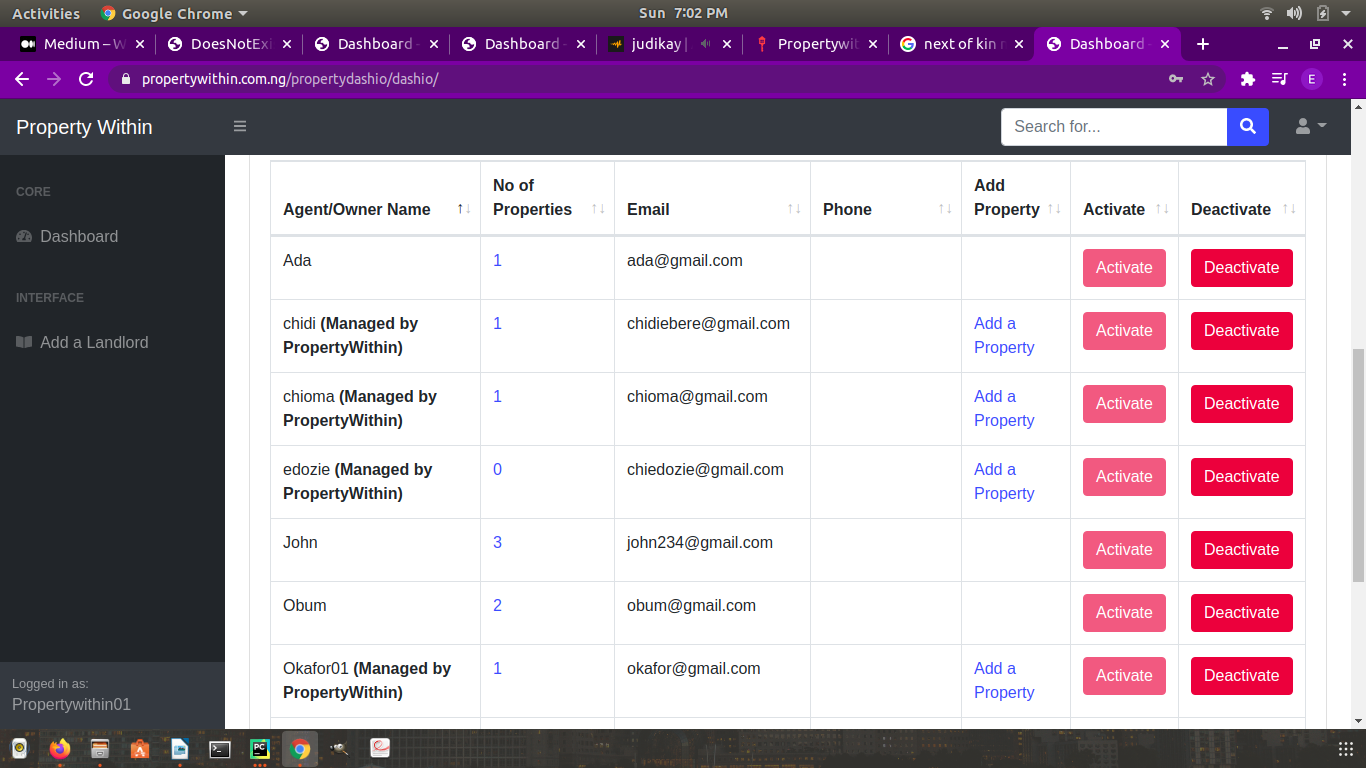 Activities Google Chrome Sun 7:02 PM
Medium – W DoesNotExi Dashboard - Dashboard - judikay | Propertywit next of kin m Dashboard -
propertywithin.com.ng/propertydashio/dashio/ E
Property Within Search for...
CORE
Dashboard
INTERFACE
Add a Landlord
Logged in as:
Propertywithin01
Agent/Owner Name No of Properties Email Phone Add Property Activate Deactivate
Ada 1 ada@gmail.com Activate Deactivate
chidi (Managed by 1 chidiebere@gmail.com Add a Activate Deactivate
PropertyWithin) Property
chioma (Managed by 1 chioma@gmail.com Add a Activate Deactivate
PropertyWithin) Property
edozie (Managed by 0 chiedozie@gmail.com Add a Activate Deactivate
PropertyWithin) Property
John 3 john234@gmail.com Activate Deactivate
Obum 2 obum@gmail.com Activate Deactivate
Okafor01 (Managed by 1 okafor@gmail.com Add a Activate Deactivate
PropertyWithin) Property